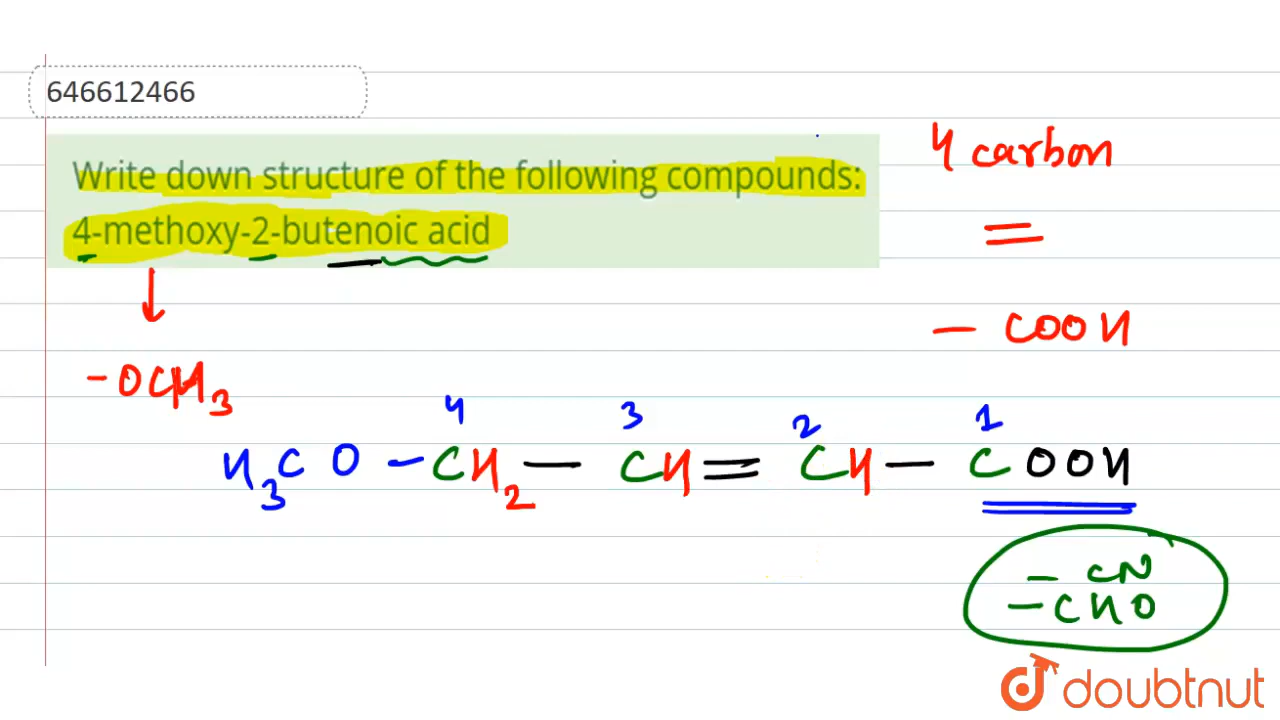 646612466
Write down structure of the following compounds:
4-methoxy-2-butenoic acid
4 carbon
=
- COOH
- OCH3
4 3 2 1
H3CO - CH2 - CH = CH - COOH
- CN
- CHO
doubtnut